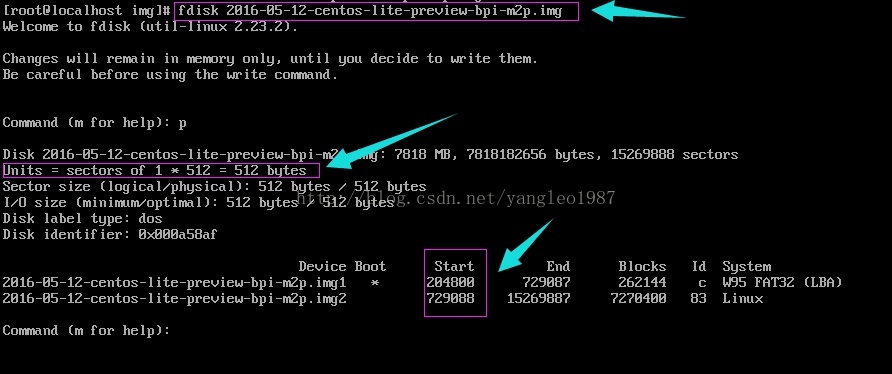 [root@localhost img]# fdisk 2016-05-12-centos-lite-preview-bpi-m2p.img
Welcome to fdisk (util-linux 2.23.2).
Changes will remain in memory only, until you decide to write them.
Be careful before using the write command.
Command (m for help): p
Disk 2016-05-12-centos-lite-preview-bpi-m2p.img: 7818 MB, 7818182656 bytes, 15269888 sectors
Units = sectors of 1 * 512 = 512 bytes
Sector size (logical/physical): 512 bytes / 512 bytes
http://blog.csdn.net/yangleo1987
I/O size (minimum/optimal): 512 bytes / 512 bytes
Disk label type: dos
Disk identifier: 0x000a58af
Device Boot Start End Blocks Id System
2016-05-12-centos-lite-preview-bpi-m2p.img1 * 204800 729087 262144 c W95 FAT32 (LBA)
2016-05-12-centos-lite-preview-bpi-m2p.img2 729088 15269887 7270400 83 Linux
Command (m for help):